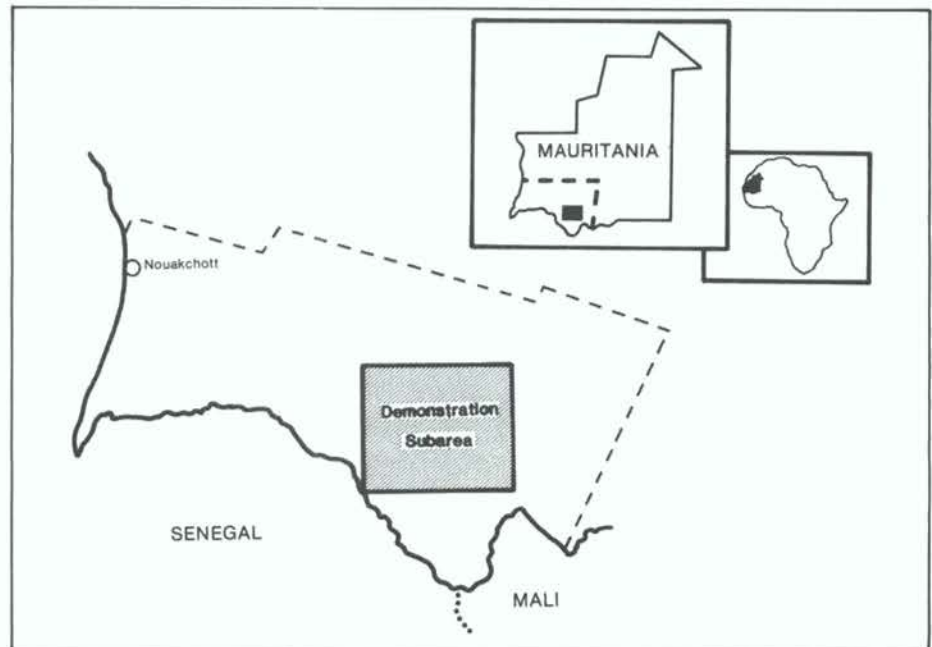 MAURITANIA
Nouakchott
Demonstration
Subarea
SENEGAL
MALI